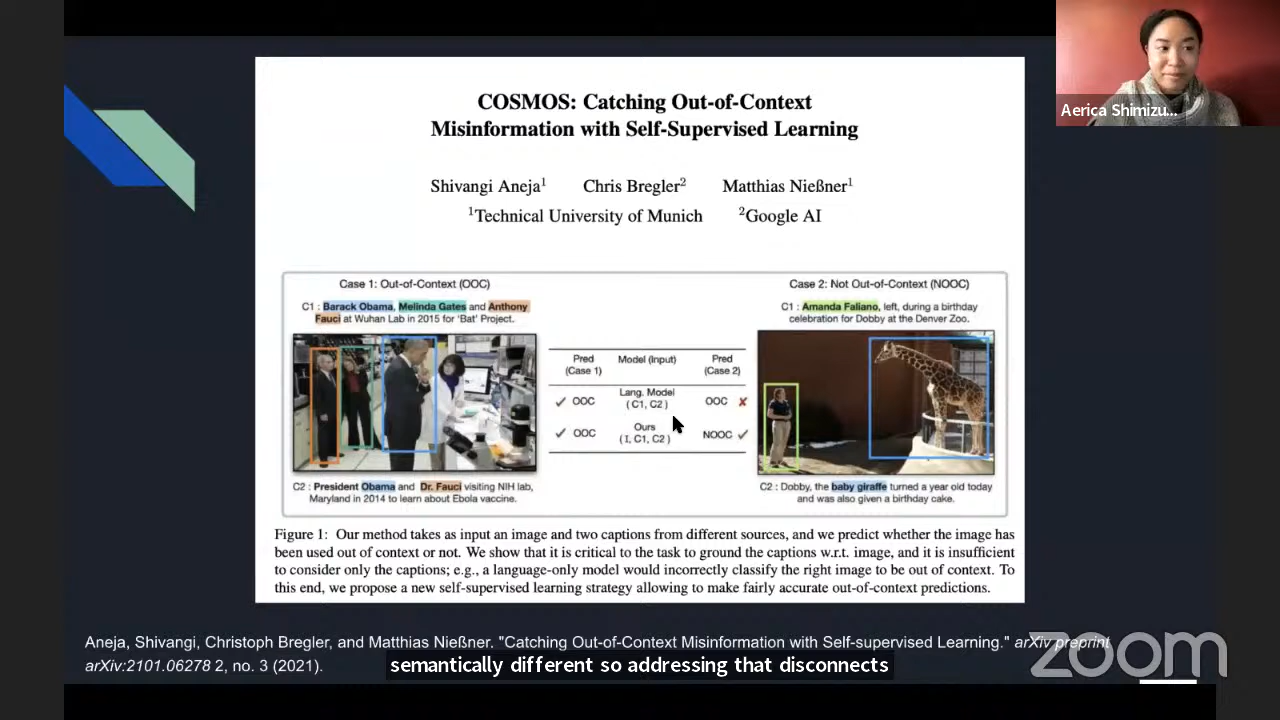 Aerica Shimizu...
COSMOS: Catching Out-of-Context
Misinformation with Self-Supervised Learning
Shivangi Aneja1 Chris Bregler2 Matthias Nießner1
1Technical University of Munich 2Google AI
Case 1: Out-of-Context (OOC)
C1 : Barack Obama, Melinda Gates and Anthony
Fauci at Wuhan Lab in 2015 for 'Bat' Project.
C2 : President Obama and Dr. Fauci visiting NIH lab,
Maryland in 2014 to learn about Ebola vaccine.
Pred (Case 1) Model (Input) Pred (Case 2)
✓ OOC Lang. Model ( C1, C2 ) OOC ✗
✓ OOC Ours ( I, C1, C2 ) NOOC ✓
Case 2: Not Out-of-Context (NOOC)
C1 : Amanda Faliano, left, during a birthday
celebration for Dobby at the Denver Zoo.
C2 : Dobby, the baby giraffe turned a year old today
and was also given a birthday cake.
Figure 1: Our method takes as input an image and two captions from different sources, and we predict whether the image has
been used out of context or not. We show that it is critical to the task to ground the captions w.r.t. image, and it is insufficient
to consider only the captions; e.g., a language-only model would incorrectly classify the right image to be out of context. To
this end, we propose a new self-supervised learning strategy allowing to make fairly accurate out-of-context predictions.
Aneja, Shivangi, Christoph Bregler, and Matthias Nießner. "Catching Out-of-Context Misinformation with Self-supervised Learning." arXiv preprint
arXiv:2101.06278 2, no. 3 (2021).
semantically different so addressing that disconnects
zoom